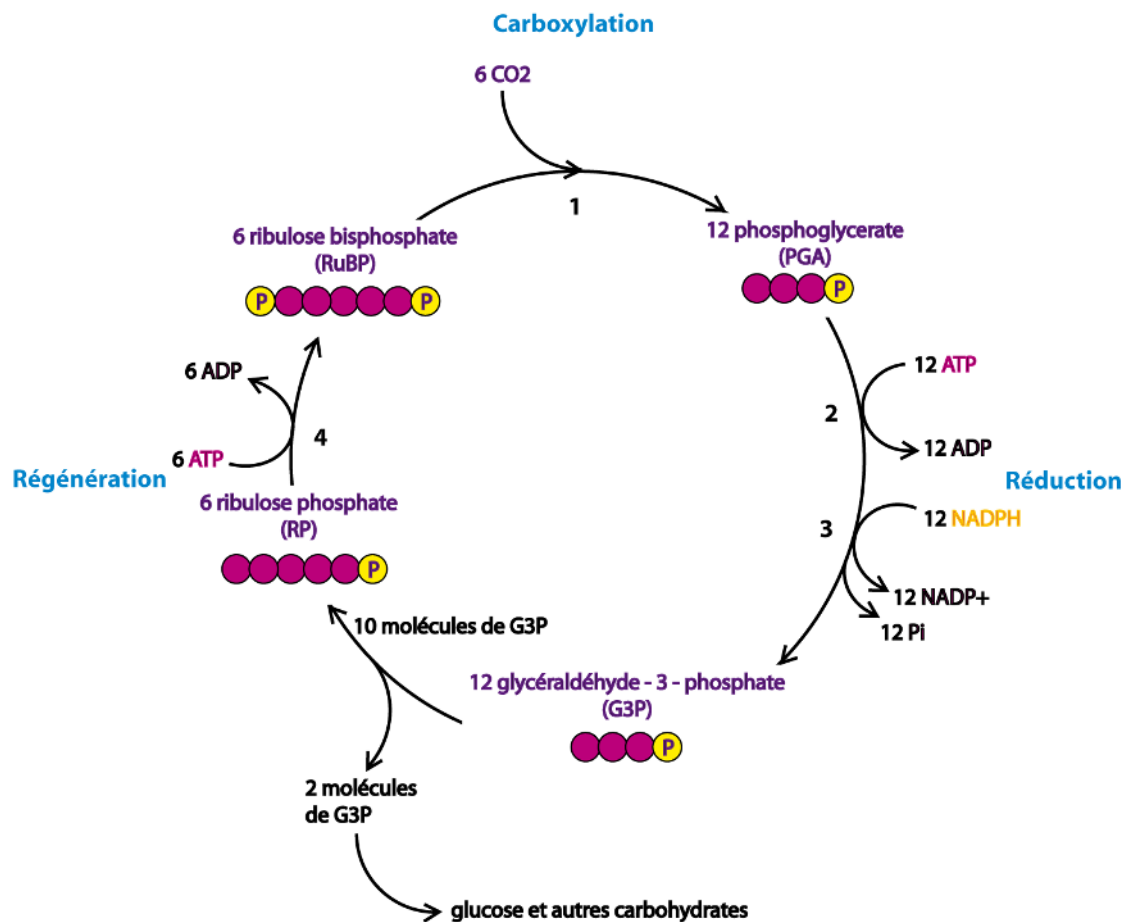 Carboxylation
6 CO2
1
6 ribulose bisphosphate
(RuBP)
P
P
12 phosphoglycerate
(PGA)
P
6 ADP
4
6 ATP
Régénération
2
12 ATP
12 ADP
Réduction
3
12 NADPH
12 NADP+
12 Pi
6 ribulose phosphate
(RP)
P
10 molécules de G3P
12 glycéraldéhyde - 3 - phosphate
(G3P)
P
2 molécules
de G3P
glucose et autres carbohydrates